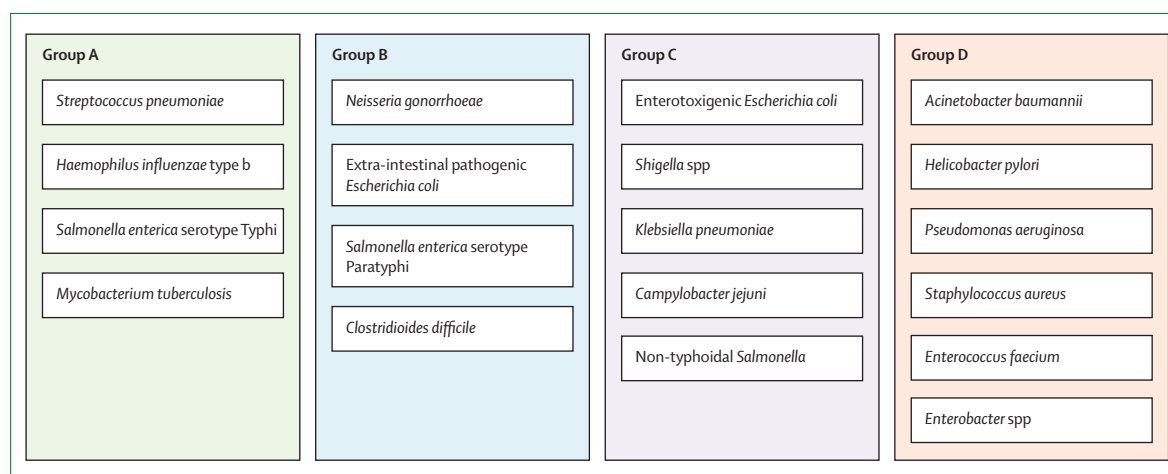 Group A
Streptococcus pneumoniae
Haemophilus influenzae type b
Salmonella enterica serotype Typhi
Mycobacterium tuberculosis
Group B
Neisseria gonorrhoeae
Extra-intestinal pathogenic
Escherichia coli
Salmonella enterica serotype
Paratyphi
Clostridioides difficile
Group C
Enterotoxigenic Escherichia coli
Shigella spp
Klebsiella pneumoniae
Campylobacter jejuni
Non-typhoidal Salmonella
Group D
Acinetobacter baumannii
Helicobacter pylori
Pseudomonas aeruginosa
Staphylococcus aureus
Enterococcus faecium
Enterobacter spp